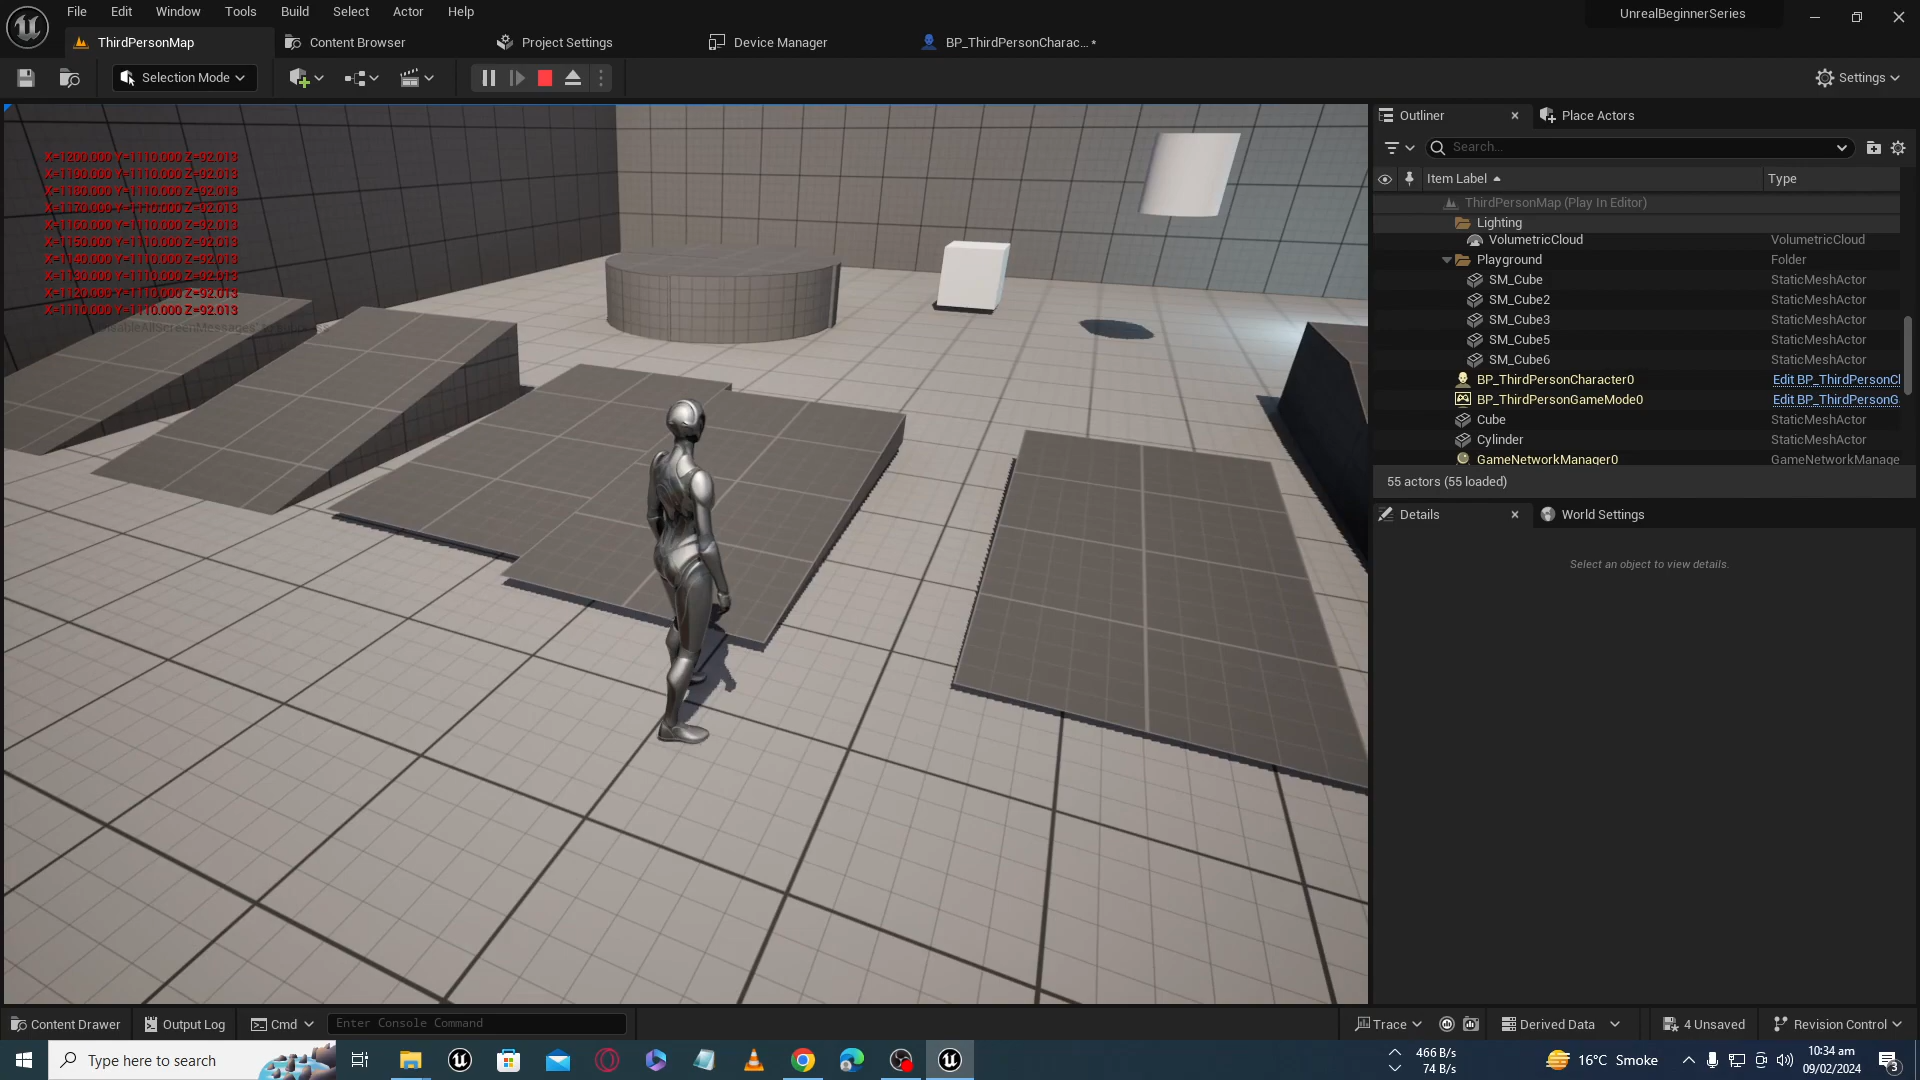 File Edit Window Tools Build Select Actor Help
UnrealBeginnerSeries
ThirdPersonMap
Content Browser
Project Settings
Device Manager
BP_ThirdPersonCharac... *
Selection Mode
Settings
X=1200.000 Y=1110.000 Z=92.013
X=1190.000 Y=1110.000 Z=92.013
X=1180.000 Y=1110.000 Z=92.013
X=1170.000 Y=1110.000 Z=92.013
X=1160.000 Y=1110.000 Z=92.013
X=1150.000 Y=1110.000 Z=92.013
X=1140.000 Y=1110.000 Z=92.013
X=1130.000 Y=1110.000 Z=92.013
X=1120.000 Y=1110.000 Z=92.013
X=1110.000 Y=1110.000 Z=92.013
Outliner
Place Actors
Search...
Item Label Type
ThirdPersonMap (Play In Editor)
Lighting
VolumetricCloud VolumetricCloud
Playground Folder
SM_Cube StaticMeshActor
SM_Cube2 StaticMeshActor
SM_Cube3 StaticMeshActor
SM_Cube5 StaticMeshActor
SM_Cube6 StaticMeshActor
BP_ThirdPersonCharacter0 Edit BP_ThirdPersonCl
BP_ThirdPersonGameMode0 Edit BP_ThirdPersonG
Cube StaticMeshActor
Cylinder StaticMeshActor
GameNetworkManager0 GameNetworkManage
55 actors (55 loaded)
Details
World Settings
Select an object to view details.
Content Drawer
Output Log
Cmd
Enter Console Command
Trace
Derived Data
4 Unsaved
Revision Control
Type here to search
466 B/s
74 B/s
16°C Smoke
10:34 am
09/02/2024
3